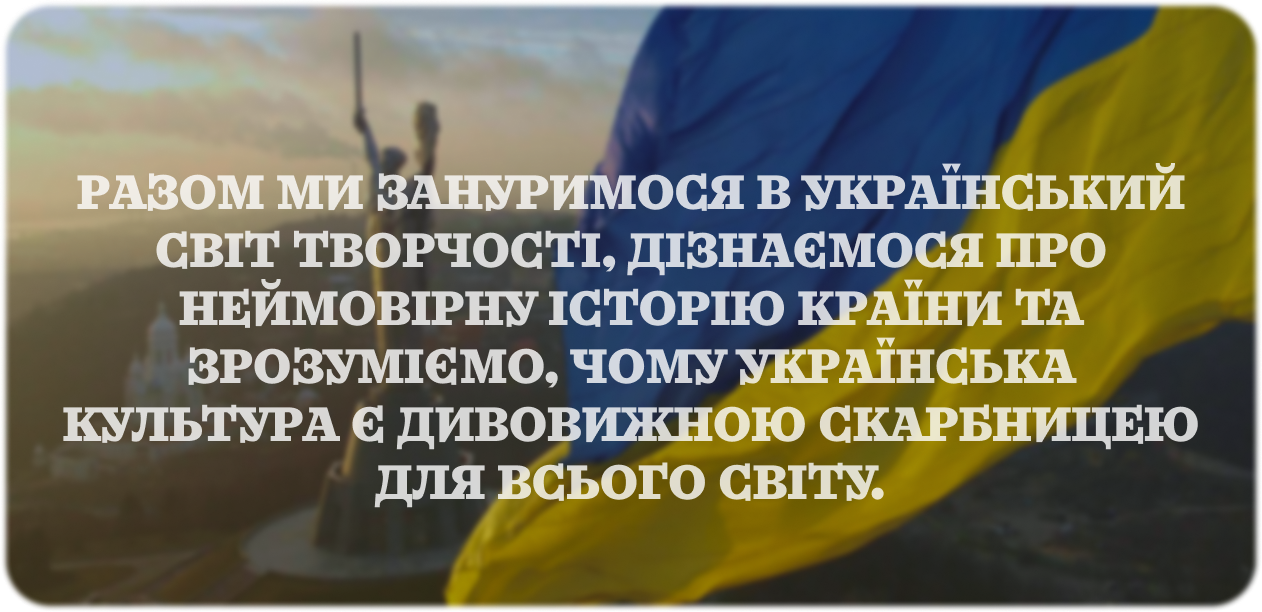 РАЗОМ МИ ЗАНУРИМОСЯ В УКРАЇНСЬКИЙ
СВІТ ТВОРЧОСТІ, ДІЗНАЄМОСЯ ПРО
НЕЙМОВІРНУ ІСТОРІЮ КРАЇНИ ТА
ЗРОЗУМІЄМО, ЧОМУ УКРАЇНСЬКА
КУЛЬТУРА Є ДИВОВИЖНОЮ СКАРБНИЦЕЮ
ДЛЯ ВСЬОГО СВІТУ.